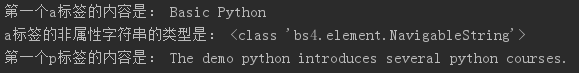 第一个a标签的内容是： Basic Python
a标签的非属性字符串的类型是： <class 'bs4.element.NavigableString'>
第一个p标签的内容是： The demo python introduces several python courses.